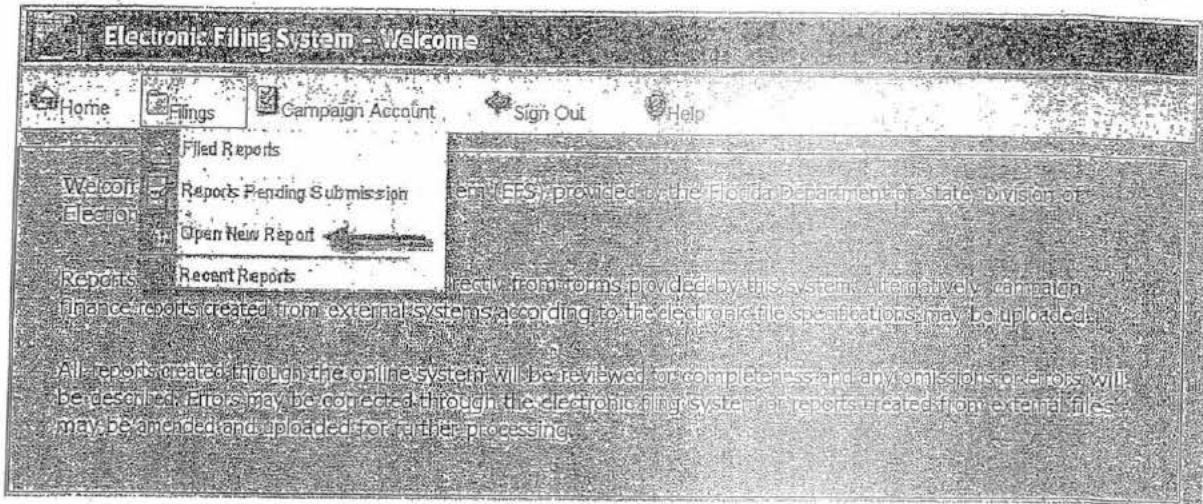 Electronic Filing System - Welcome
Home Filings Campaign Account Sign Out Help
Filed Reports
Reports Pending Submission
Open New Report
Recent Reports
Welcom em (EFS) provided by the Florida Department of State, Division of
Election
Reports rectly from forms provided by this system. Alternatively, campaign
finance reports created from external systems according to the electronic file specifications may be uploaded.
All reports created through the online system will be reviewed for completeness and any omissions or errors will
be described. Errors may be corrected through the electronic filing system or reports created from external files
may be amended and uploaded for further processing.